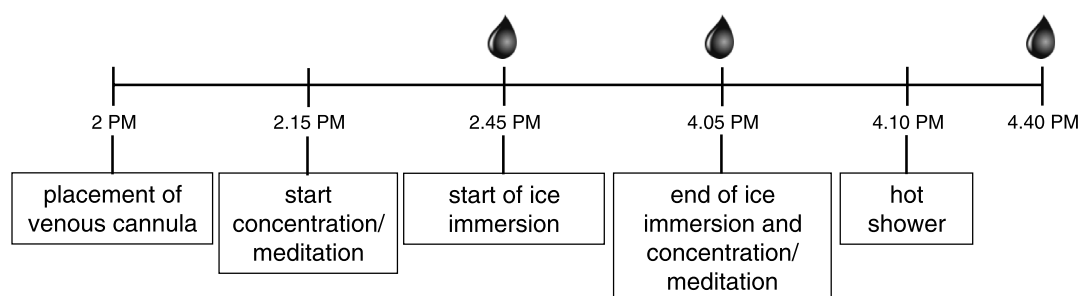 2 PM
2.15 PM
2.45 PM
4.05 PM
4.10 PM
4.40 PM
placement of
venous cannula
start
concentration/
meditation
start of ice
immersion
end of ice
immersion and
concentration/
meditation
hot
shower